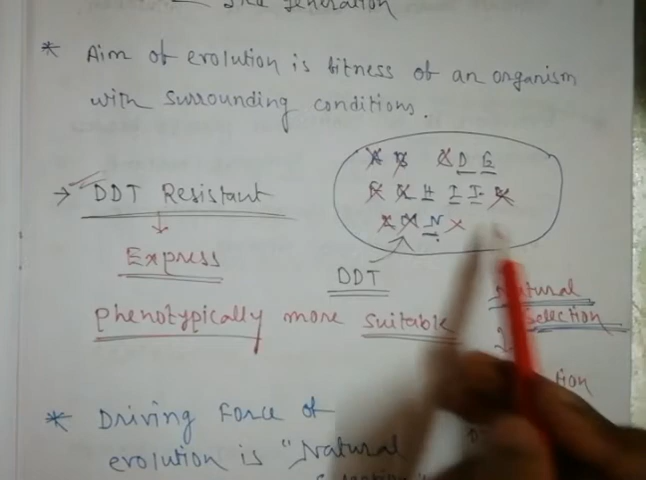 * Aim of evolution is fitness of an organism
with surrounding conditions.
→ DDT Resistant
D E
H I J
N
DDT
Express
Phenotypically more suitable
Selection
* Driving Force of
evolution is "Natural